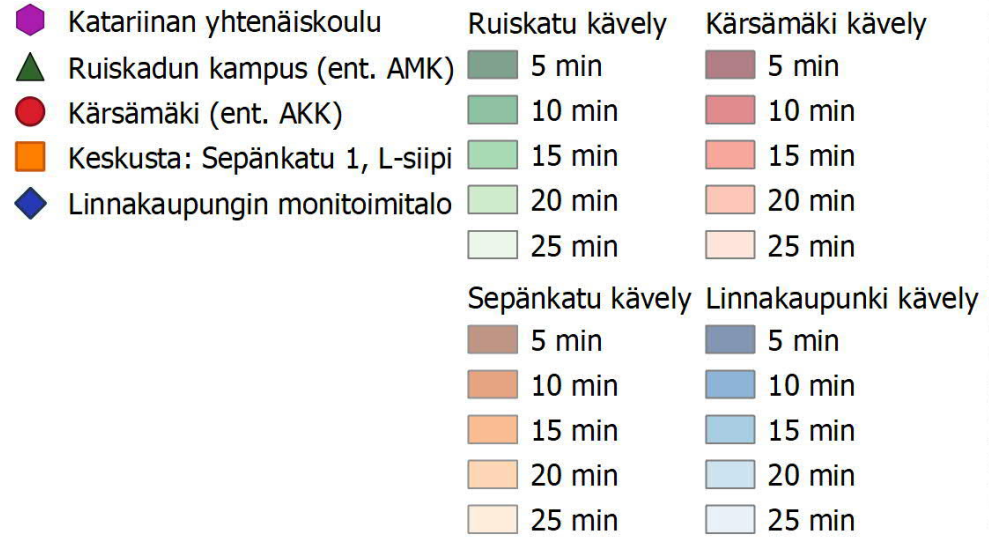 Katariinan yhtenäiskoulu
Ruiskadun kampus (ent. AMK)
Kärsämäki (ent. AKK)
Keskusta: Sepänkatu 1, L-siipi
Linnakaupungin monitoimitalo
Ruiskatu kävely
5 min
10 min
15 min
20 min
25 min
Kärsämäki kävely
5 min
10 min
15 min
20 min
25 min
Sepänkatu kävely
5 min
10 min
15 min
20 min
25 min
Linnakaupunki kävely
5 min
10 min
15 min
20 min
25 min